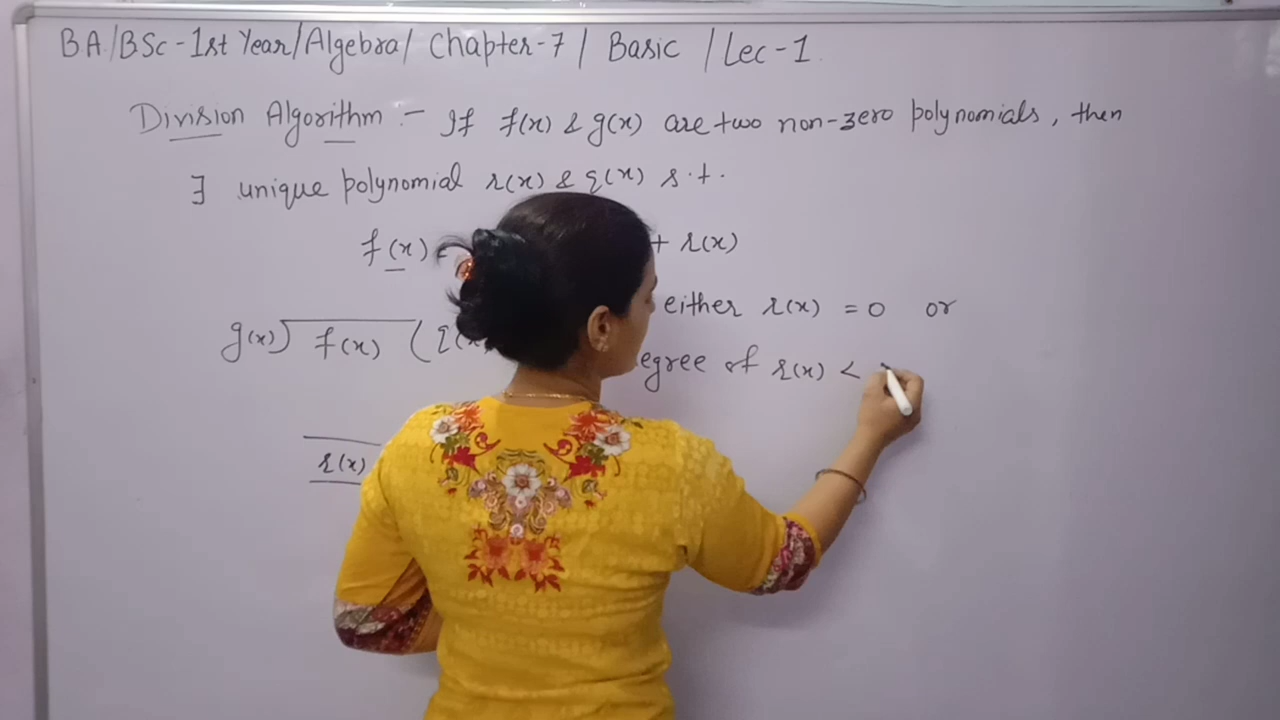 BA/BSc-1st Year/Algebra/ Chapter-7 / Basic / Lec-1
Division Algorithm :- If f(x) & g(x) are two non-zero polynomials, then
∃ unique polynomial r(x) & q(x) s.t.
f(x) = + r(x)
either r(x) = 0 or
g(x)) f(x) ( q(x
egree of r(x) <
r(x)